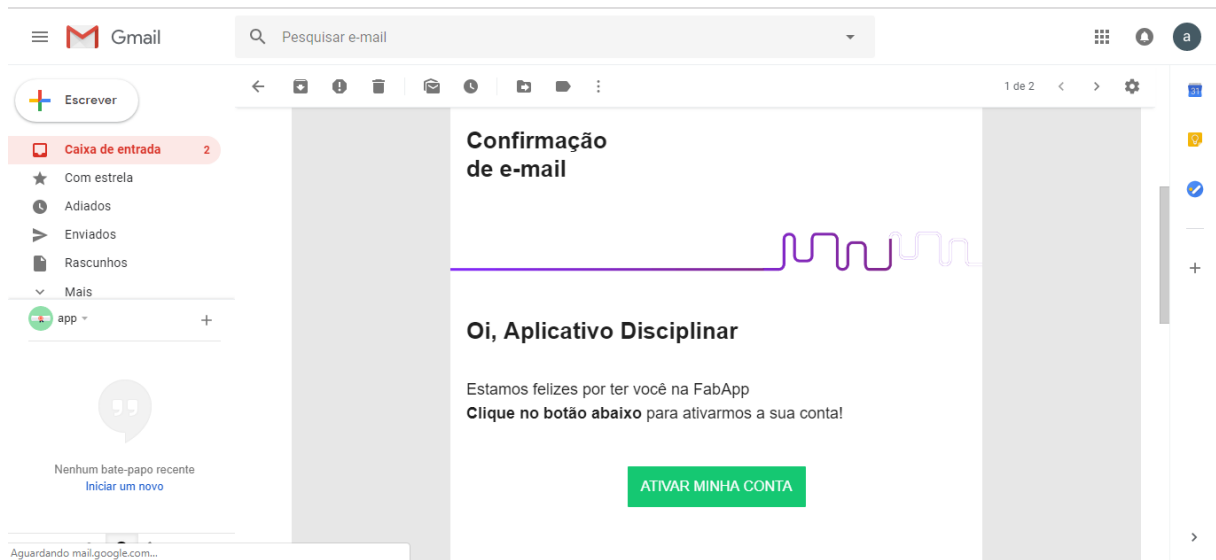 Gmail
Pesquisar e-mail
a
Escrever
1 de 2
31
Caixa de entrada 2
Com estrela
Adiados
Enviados
Rascunhos
Mais
app
Nenhum bate-papo recente
Iniciar um novo
Aguardando mail.google.com...
Confirmação
de e-mail
Oi, Aplicativo Disciplinar
Estamos felizes por ter você na FabApp
Clique no botão abaixo para ativarmos a sua conta!
ATIVAR MINHA CONTA